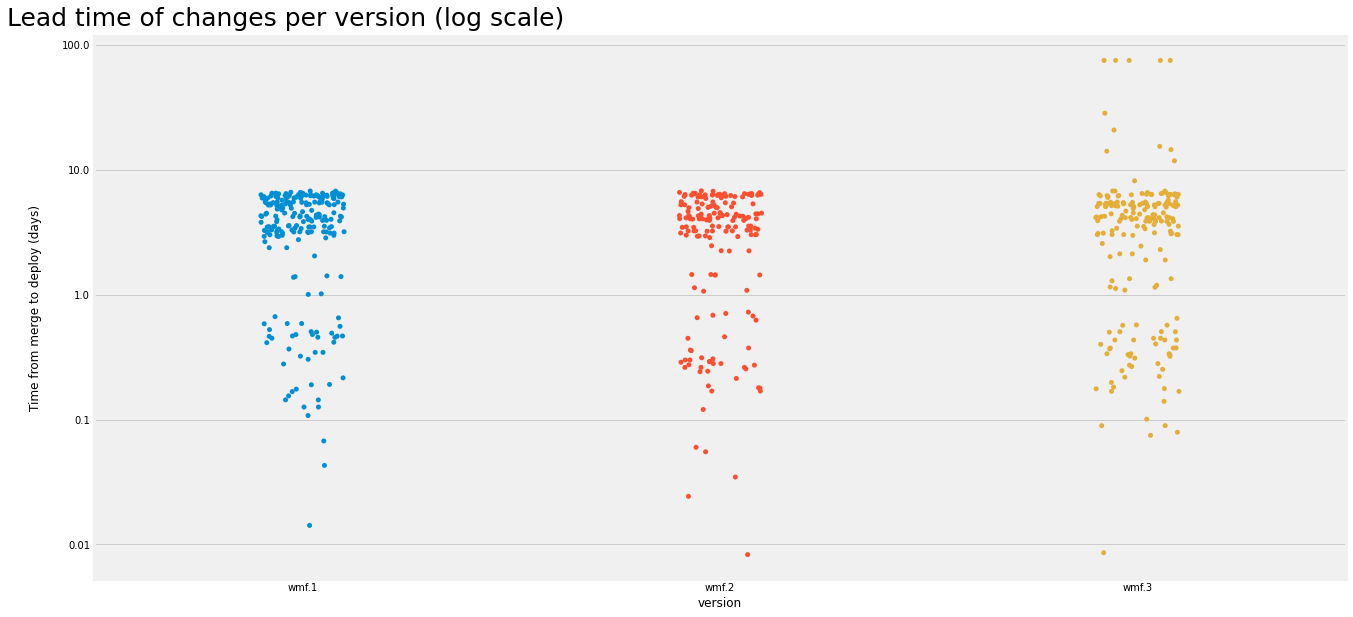 Lead time of changes per version (log scale)
100.0
10.0
1.0
0.1
0.01
Time from merge to deploy (days)
wmf.1
wmf.2
wmf.3
version